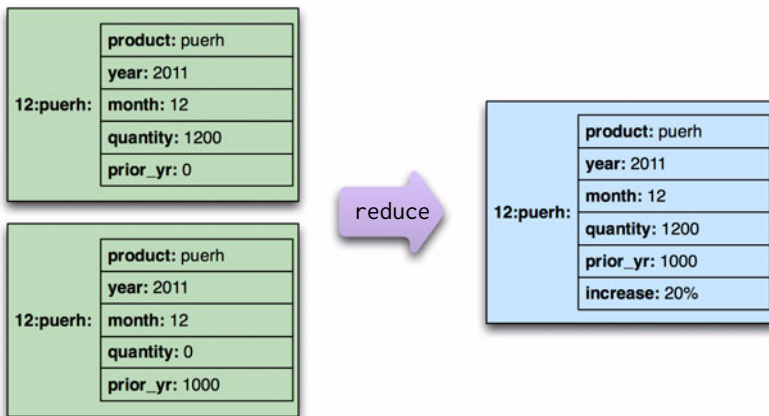 product: puerh
year: 2011
12:puerh:
month: 12
quantity: 1200
prior_yr: 0
product: puerh
year: 2011
12:puerh:
month: 12
quantity: 0
prior_yr: 1000
reduce
product: puerh
year: 2011
month: 12
12:puerh:
quantity: 1200
prior_yr: 1000
increase: 20%